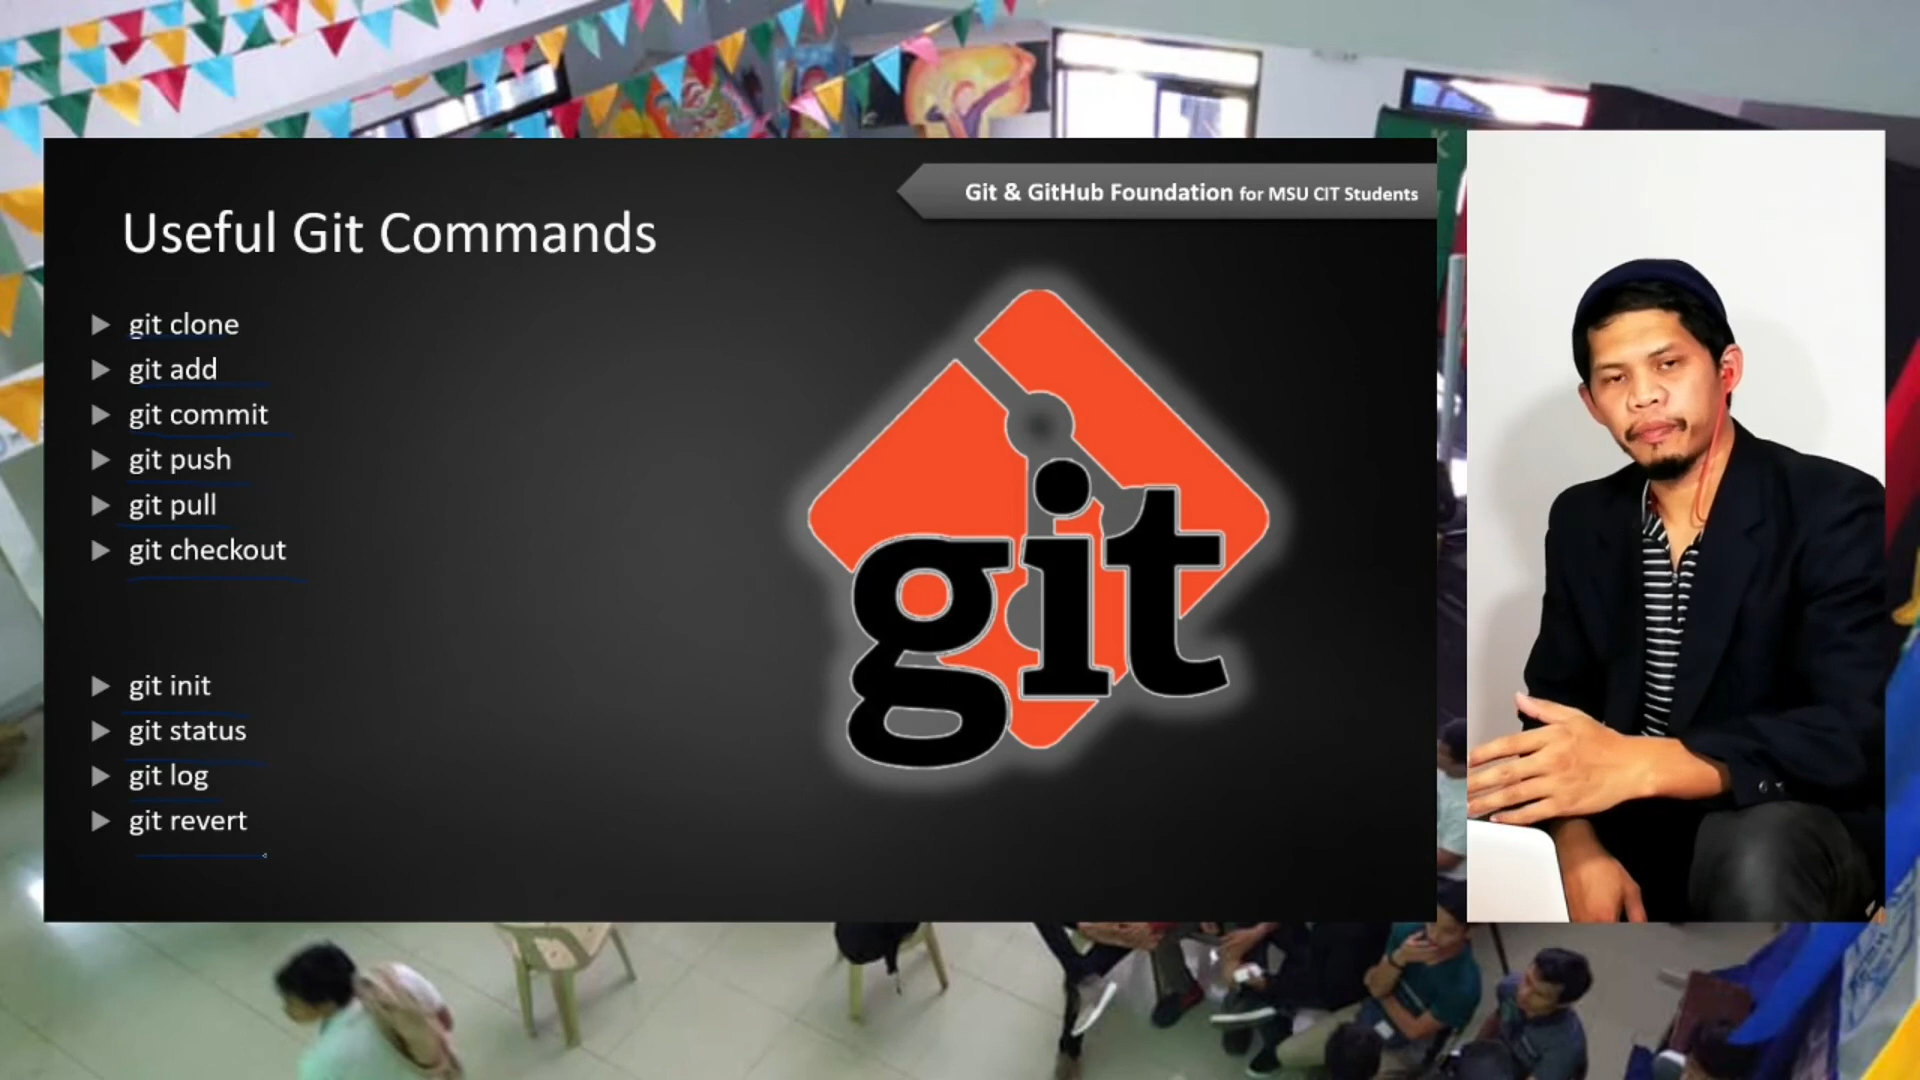 Git & GitHub Foundation for MSU CIT Students
Useful Git Commands
git clone
git add
git commit
git push
git pull
git checkout
git init
git status
git log
git revert
git